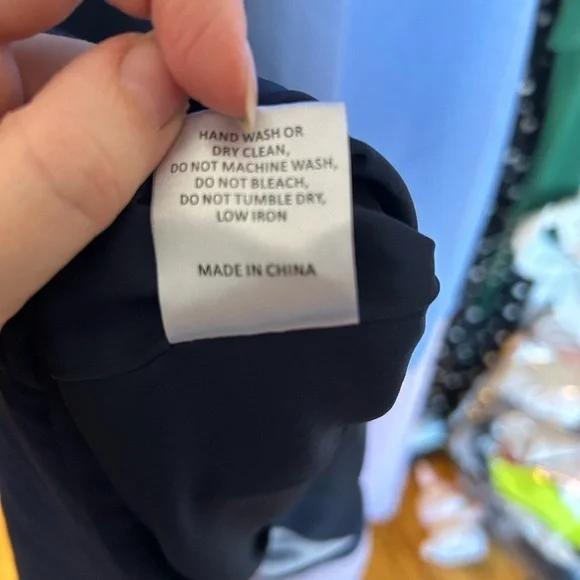 HAND WASH OR
DRY CLEAN,
DO NOT MACHINE WASH,
DO NOT BLEACH,
DO NOT TUMBLE DRY,
LOW IRON
MADE IN CHINA